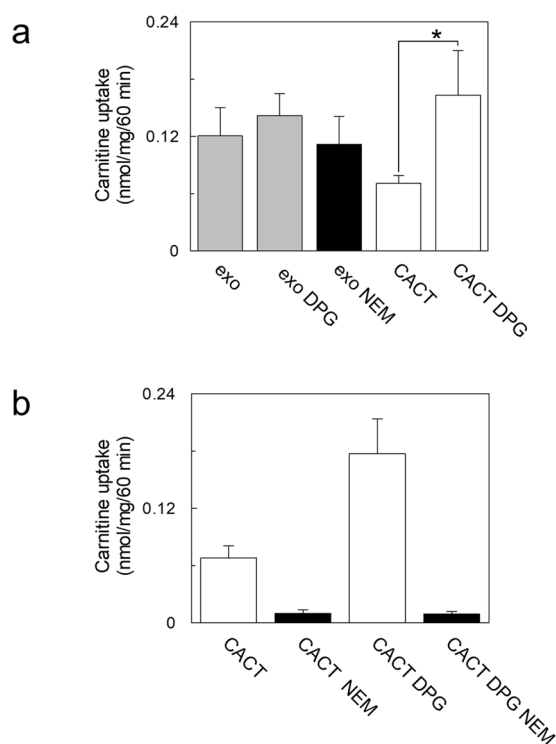 a
Carnitine uptake
(nmol/mg/60 min)
0.24
0.12
0
*
exo
exo DPG
exo NEM
CACT
CACT DPG
b
Carnitine uptake
(nmol/mg/60 min)
0.24
0.12
0
CACT
CACT NEM
CACT DPG
CACT DPG NEM